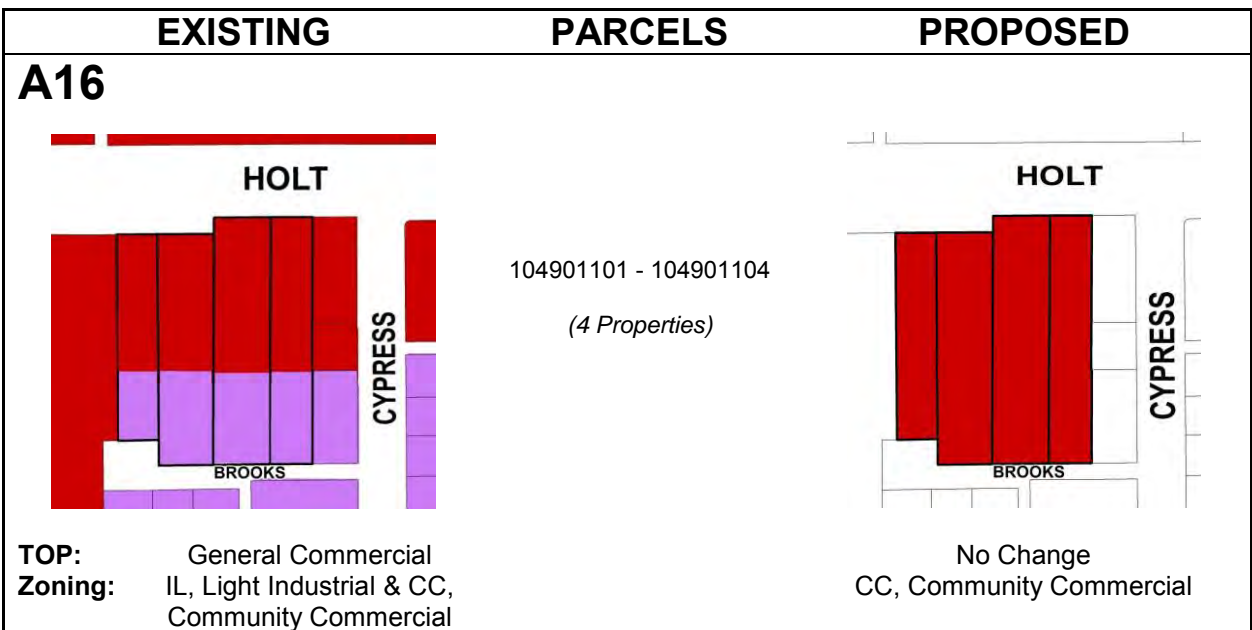 EXISTING PARCELS PROPOSED
A16
HOLT
CYPRESS
BROOKS
104901101 - 104901104
(4 Properties)
HOLT
CYPRESS
BROOKS
TOP: General Commercial No Change
Zoning: IL, Light Industrial & CC, CC, Community Commercial
Community Commercial